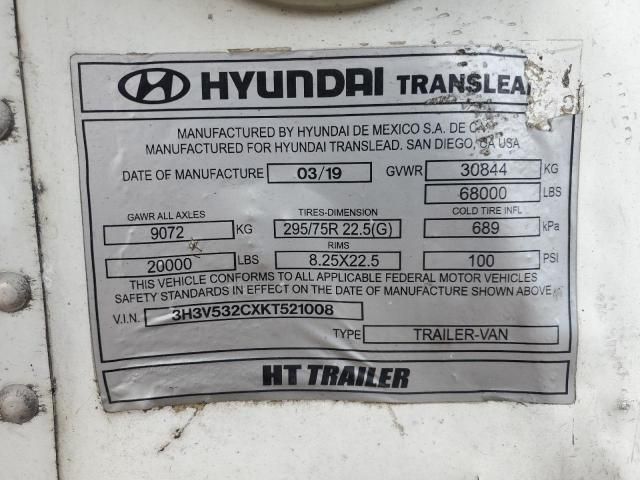 HYUNDAI TRANSLEAD
MANUFACTURED BY HYUNDAI DE MEXICO S.A. DE C.V.
MANUFACTURED FOR HYUNDAI TRANSLEAD. SAN DIEGO, CA USA
DATE OF MANUFACTURE 03/19 GVWR 30844 KG
68000 LBS
GAWR ALL AXLES TIRES-DIMENSION COLD TIRE INFL
9072 KG 295/75R 22.5(G) 689 kPa
RIMS
20000 LBS 8.25X22.5 100 PSI
THIS VEHICLE CONFORMS TO ALL APPLICABLE FEDERAL MOTOR VEHICLES
SAFETY STANDARDS IN EFFECT ON THE DATE OF MANUFACTURE SHOWN ABOVE
V.I.N. 3H3V532CXKT521008
TYPE TRAILER-VAN
HT TRAILER